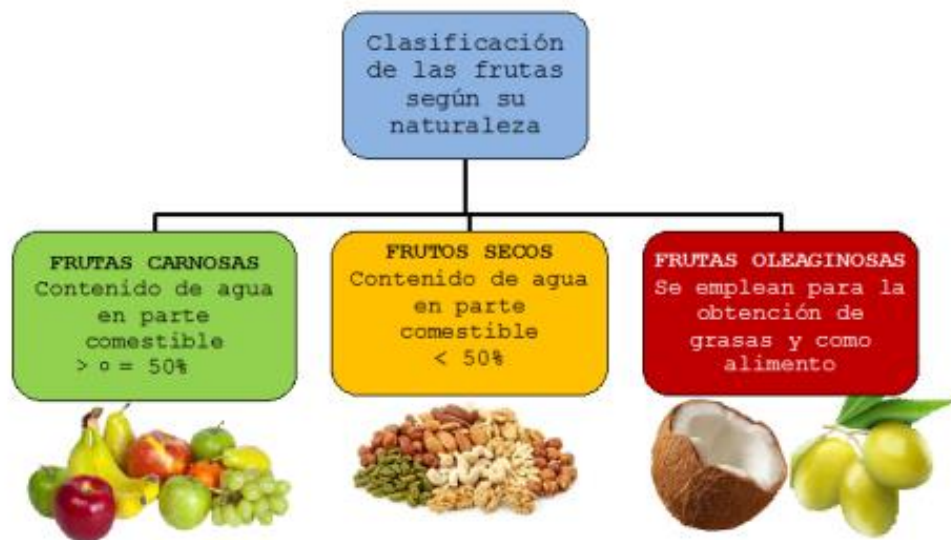 Clasificación
de las frutas
según su
naturaleza
FRUTAS CARNOSAS
Contenido de agua
en parte
comestible
> o = 50%
FRUTOS SECOS
Contenido de agua
en parte
comestible
< 50%
FRUTAS OLEAGINOSAS
Se emplean para la
obtención de
grasas y como
alimento